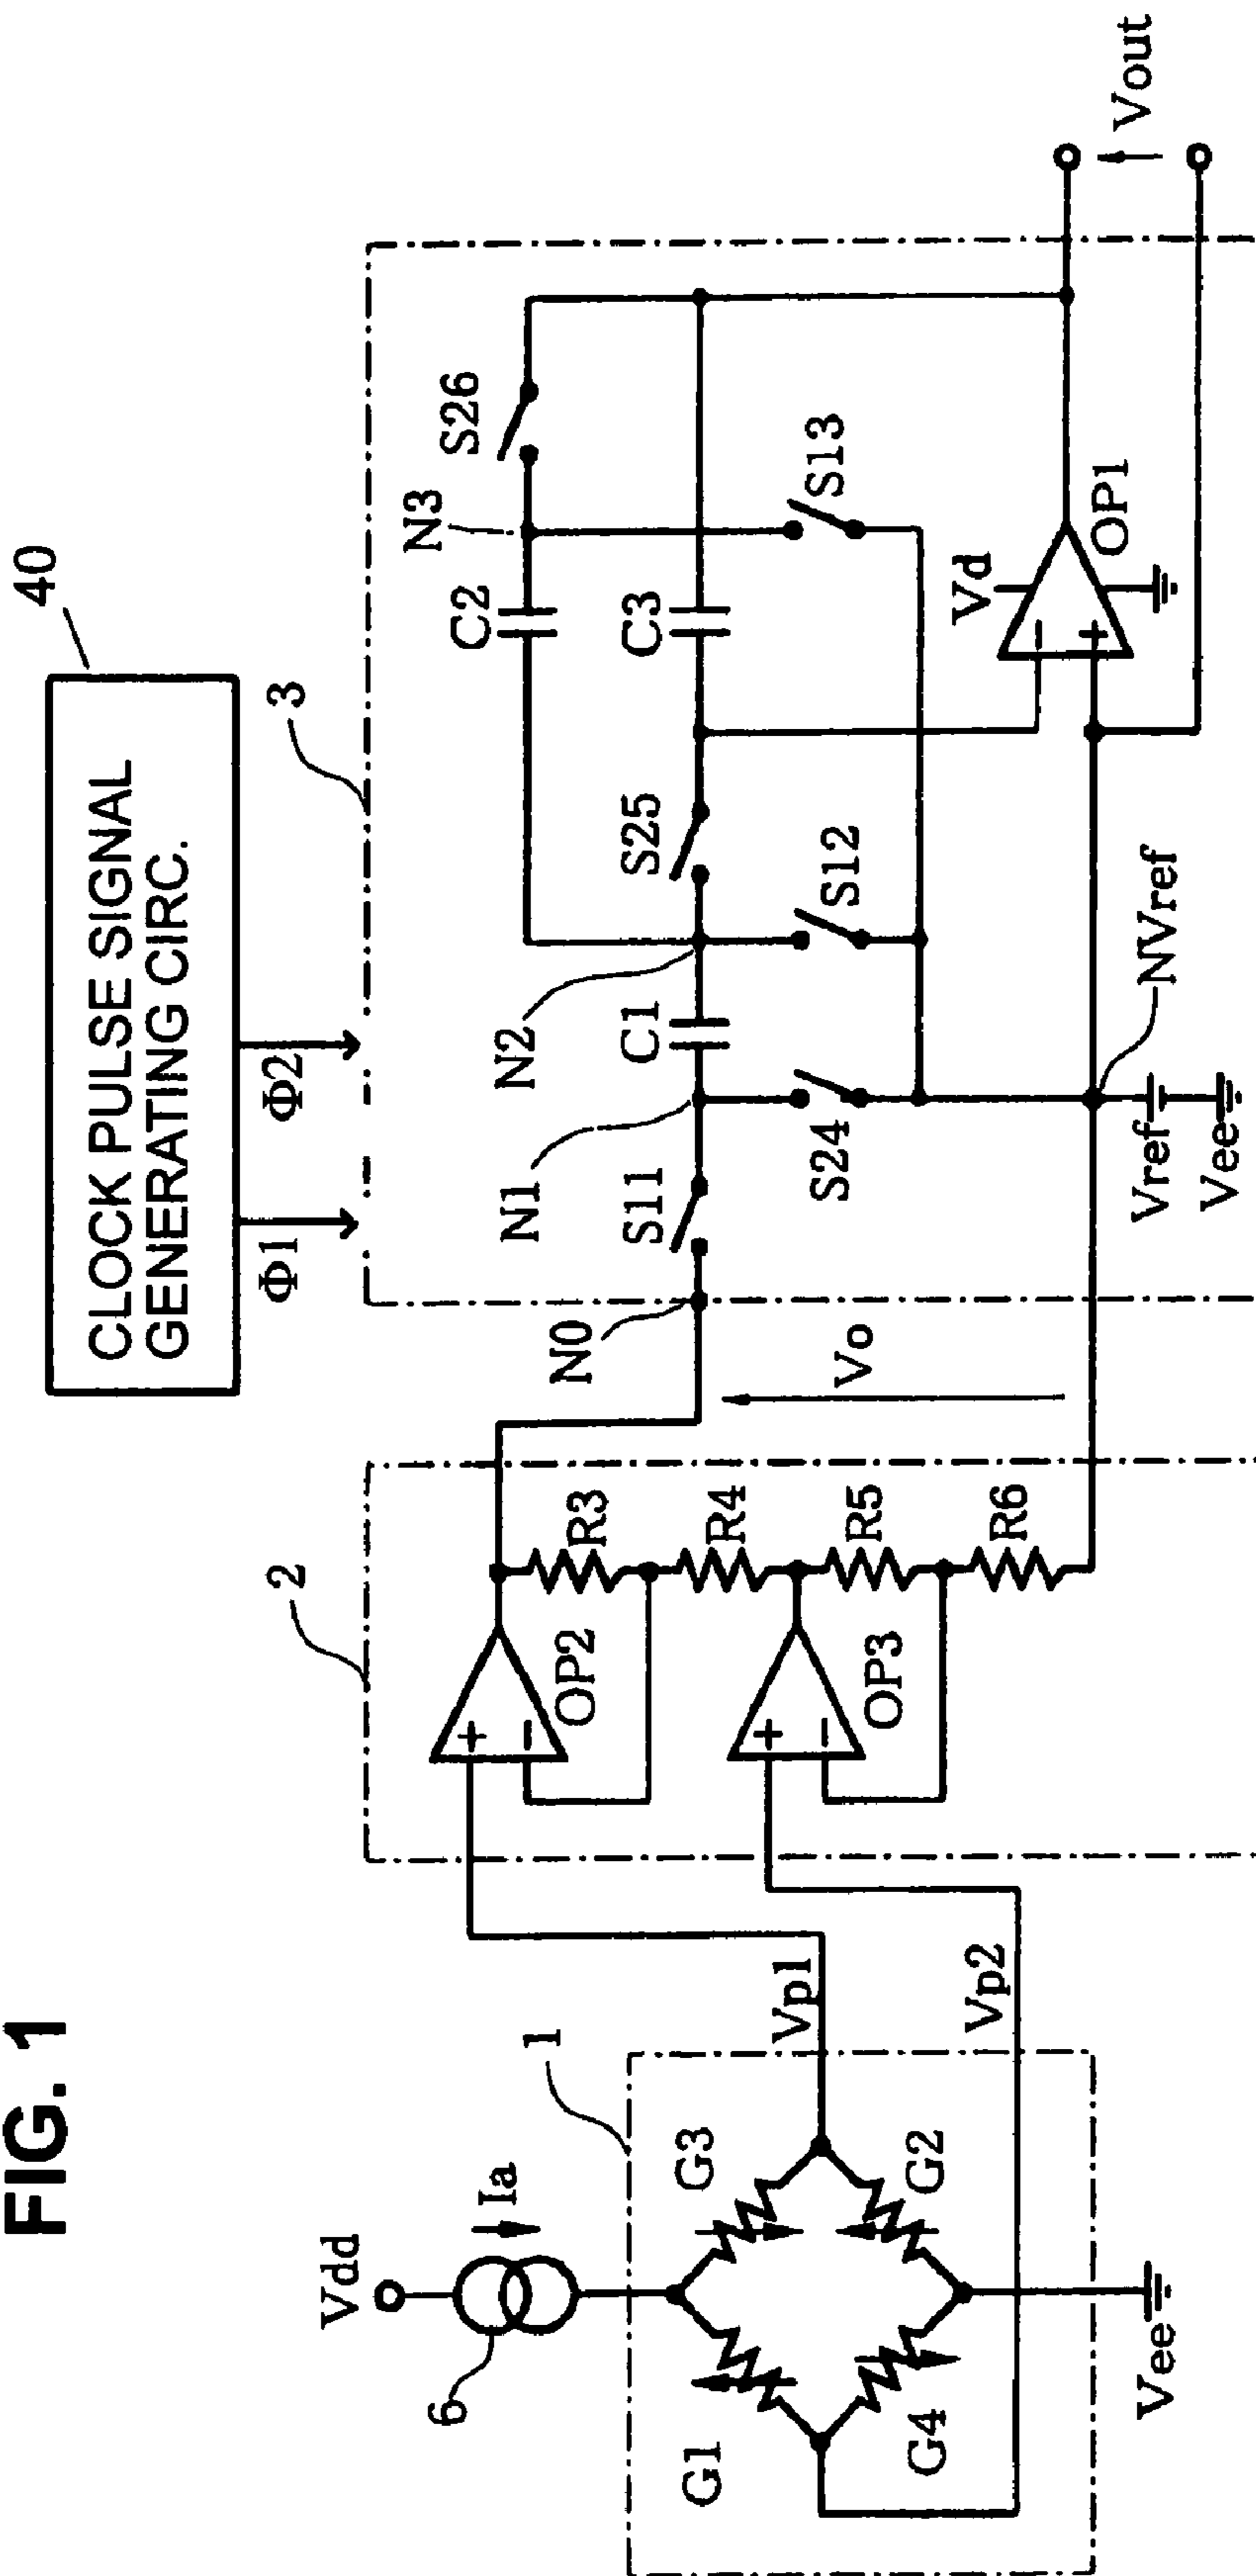 FIG. 1
40
CLOCK PULSE SIGNAL
GENERATING CIRC.
Φ1
Φ2
3
2
1
6
Vdd
Ia
G1
G3
G4
G2
Vee
Vp1
Vp2
OP2
OP3
R3
R4
R5
R6
Vo
N0
S11
N1
C1
N2
S25
S24
S12
C2
C3
N3
S26
S13
Vd
OP1
Vref
Vee
NVref
Vout